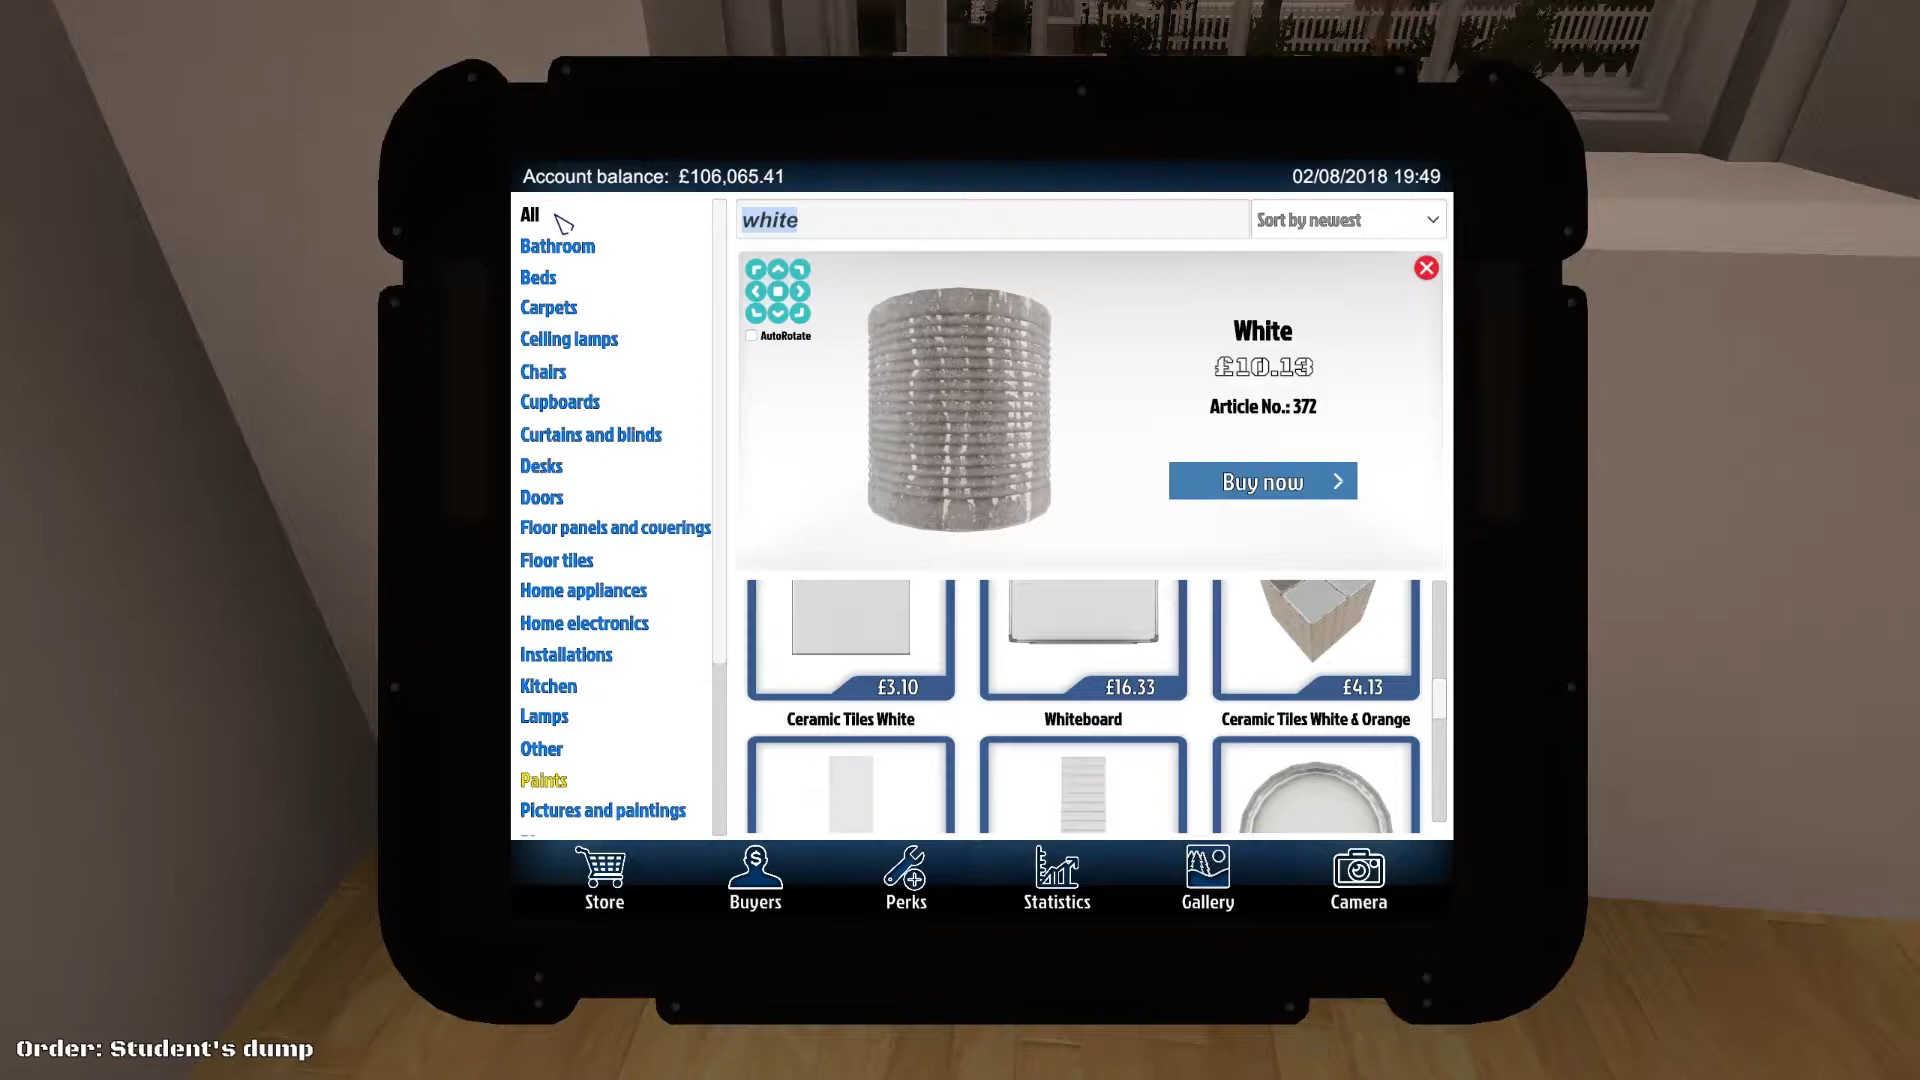 Account balance: £106,065.41
02/08/2018 19:49
All
Bathroom
Beds
Carpets
Ceiling lamps
Chairs
Cupboards
Curtains and blinds
Desks
Doors
Floor panels and coverings
Floor tiles
Home appliances
Home electronics
Installations
Kitchen
Lamps
Other
Paints
Pictures and paintings
white
Sort by newest
AutoRotate
White
£10.13
Article No.: 372
Buy now
£3.10
£16.33
£4.13
Ceramic Tiles White
Whiteboard
Ceramic Tiles White & Orange
Store
Buyers
Perks
Statistics
Gallery
Camera
Order: Student's dump